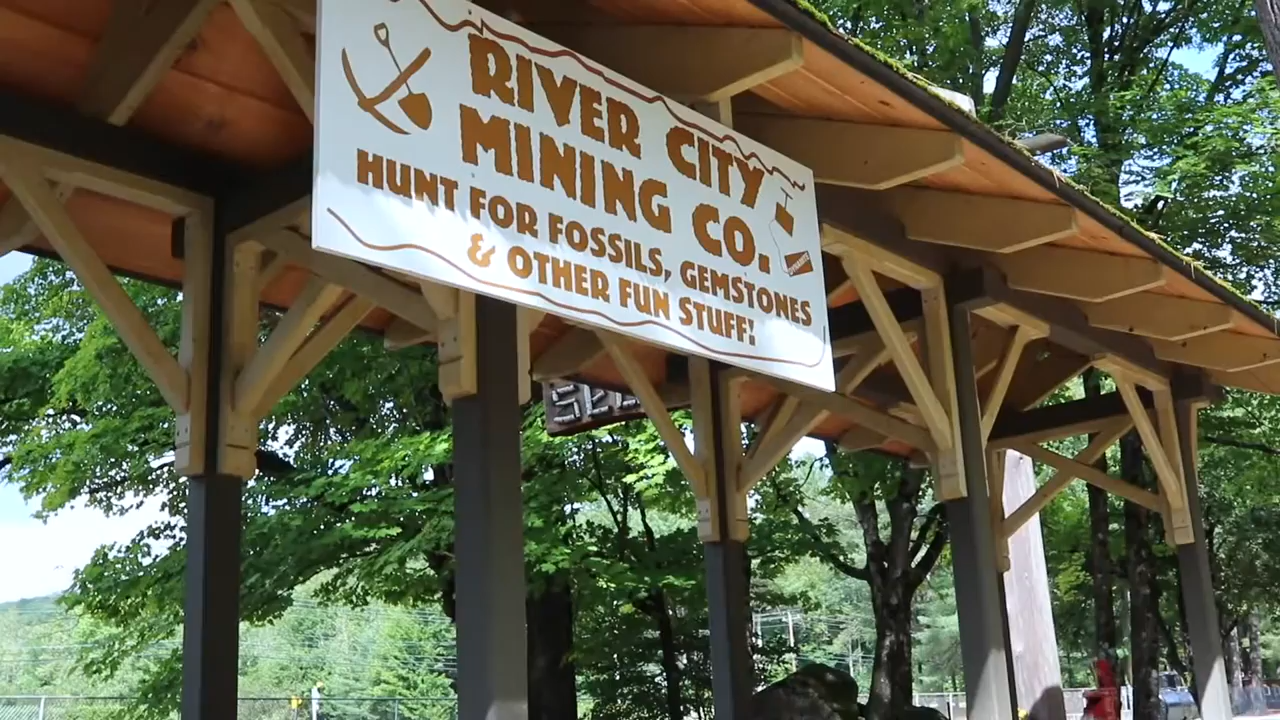 RIVER CITY
MINING CO.
HUNT FOR FOSSILS, GEMSTONES
& OTHER FUN STUFF!